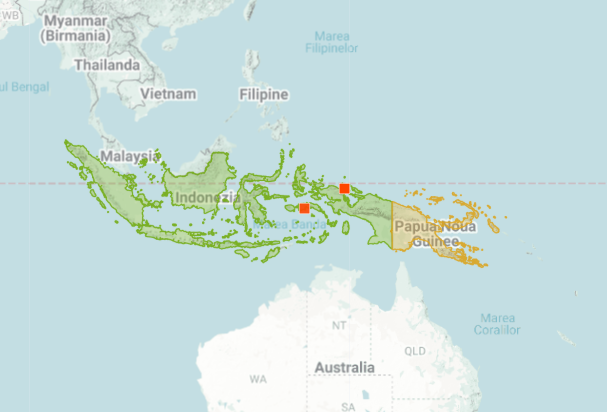 WB
Myanmar
(Birmania)
Marea
Filipinelor
Thailanda
ul Bengal
Vietnam
Filipine
Malaysia
Indonezia
Marea Banda
Papua Noua
Guinee
Marea
Coralilor
NT
QLD
Australia
WA
SA